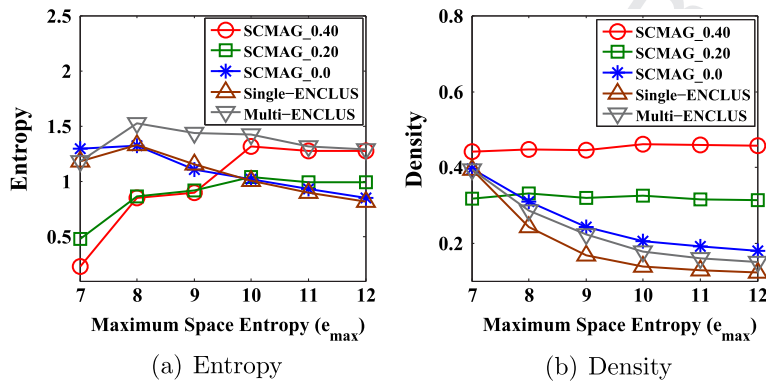 2.5
2
1.5
1
0.5
7 8 9 10 11 12
Entropy
Maximum Space Entropy (e_max)
SCMAG_0.40
SCMAG_0.20
SCMAG_0.0
Single−ENCLUS
Multi−ENCLUS
(a) Entropy
0.8
0.6
0.4
0.2
7 8 9 10 11 12
Density
Maximum Space Entropy (e_max)
SCMAG_0.40
SCMAG_0.20
SCMAG_0.0
Single−ENCLUS
Multi−ENCLUS
(b) Density